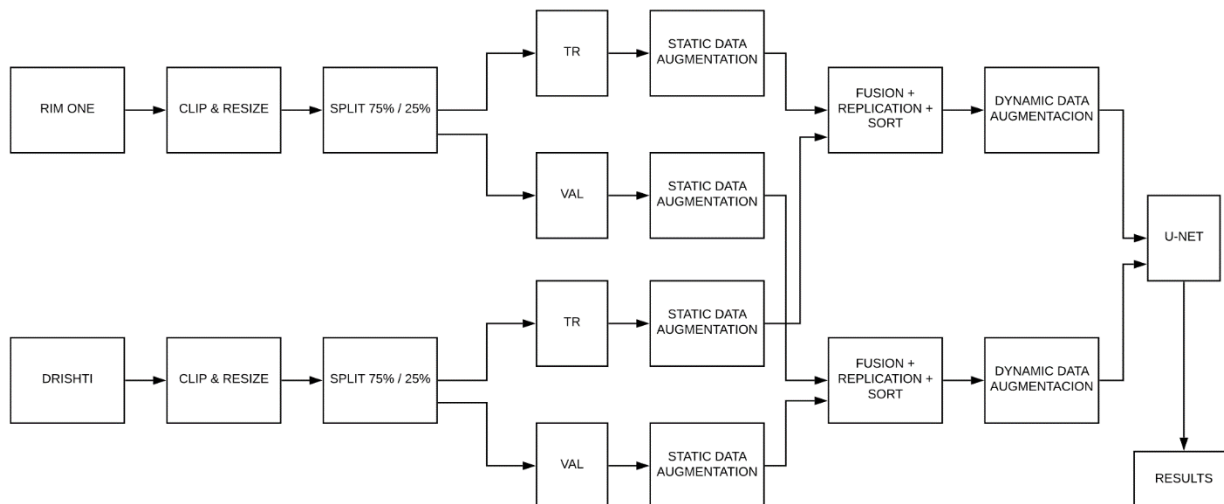 TR
STATIC DATA
AUGMENTATION
RIM ONE
CLIP & RESIZE
SPLIT 75% / 25%
FUSION +
REPLICATION +
SORT
DYNAMIC DATA
AUGMENTACION
VAL
STATIC DATA
AUGMENTATION
U-NET
TR
STATIC DATA
AUGMENTATION
DRISHTI
CLIP & RESIZE
SPLIT 75% / 25%
FUSION +
REPLICATION +
SORT
DYNAMIC DATA
AUGMENTACION
VAL
STATIC DATA
AUGMENTATION
RESULTS